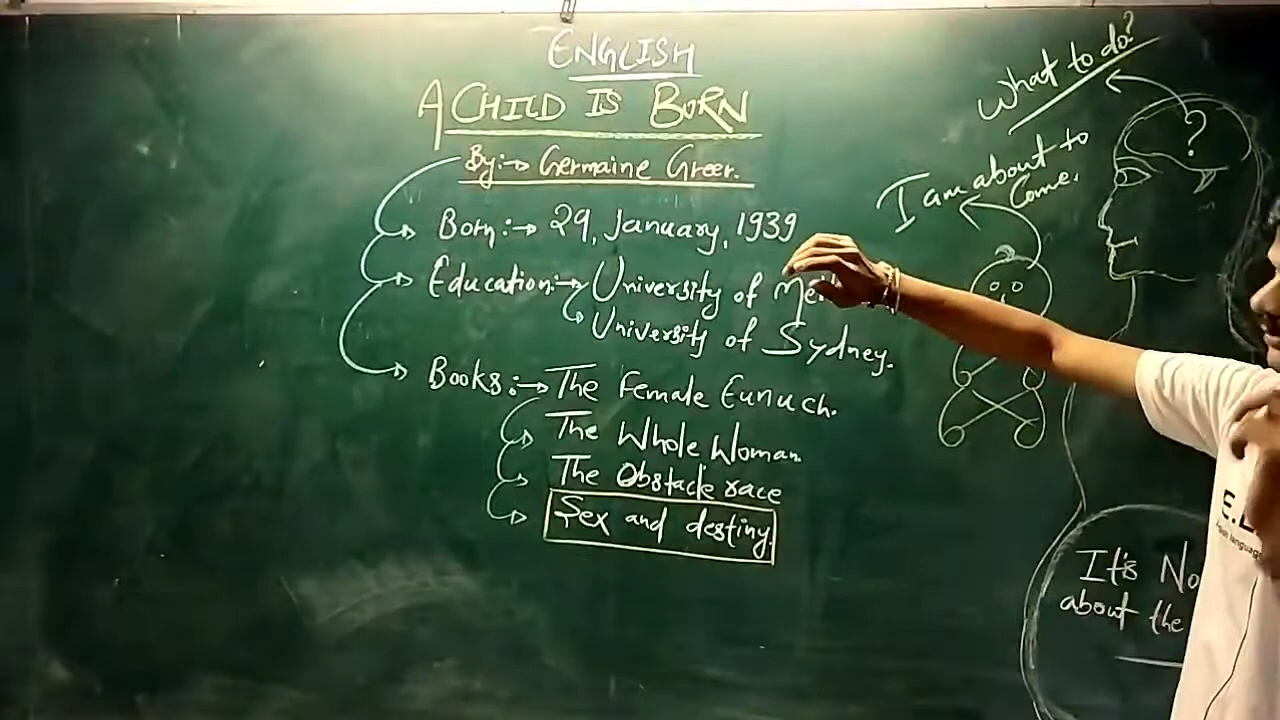 ENGLISH
A CHILD IS BORN
By:→ Germaine Greer.
Born:→ 29, January, 1939
Education:→ University of
University of Sydney.
Books:→ The Female Eunuch.
The Whole Woman
The Obstacle race
Sex and destiny.
What to do?
?
I am about to
Come.
It's
about the